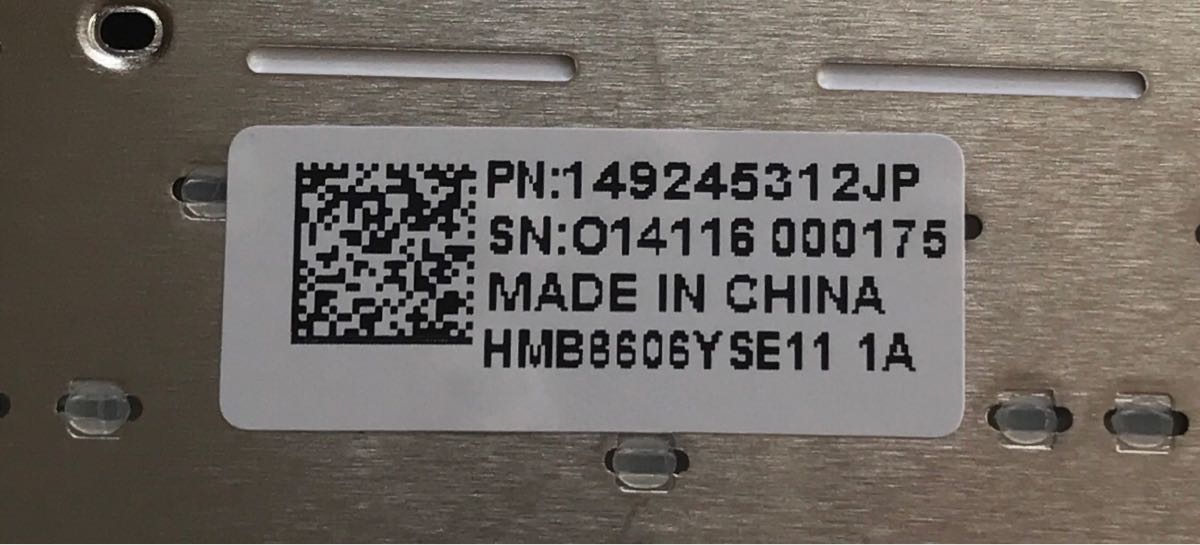 PN:149245312JP
SN:O14116 000175
MADE IN CHINA
HMB8606YSE11 1A